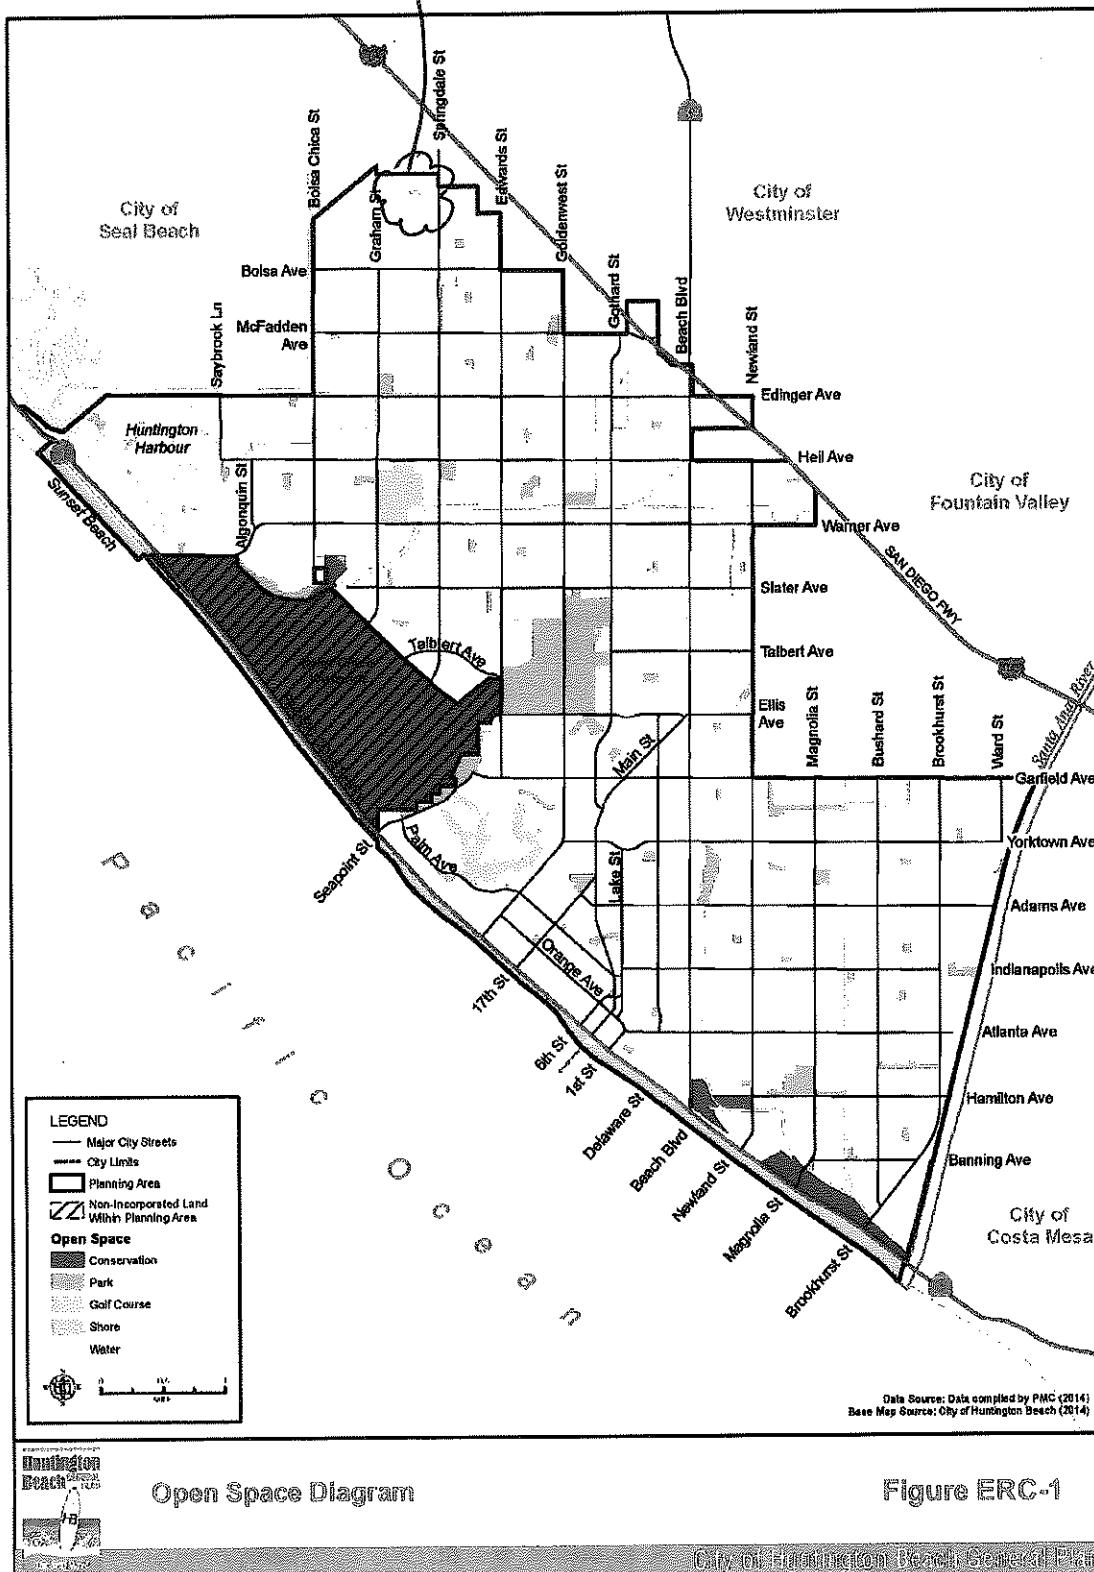 Springdale St
Bolsa Chica St
Edwards St
City of
Seal Beach
City of
Westminster
Graham St
Goldenwest St
Bolsa Ave
Gothard St
Beach Blvd
Saybrook Ln
McFadden
Ave
Newland St
Edinger Ave
Huntington
Harbour
Heil Ave
Algonquin St
City of
Fountain Valley
Sunset Beach
Warner Ave
SAN DIEGO FWY
Slater Ave
Talbert Ave
Talbert Ave
Santa Ana River
Ellis
Ave
Magnolia St
Bushard St
Brookhurst St
Ward St
Main St
Garfield Ave
Seapoint St
Palm Ave
Lake St
Yorktown Ave
Adams Ave
Pacific Ocean
Orange Ave
Indianapolis Ave
17th St
Atlanta Ave
6th St
1st St
Delaware St
Hamilton Ave
Beach Blvd
Newland St
Banning Ave
Magnolia St
Brookhurst St
City of
Costa Mesa
LEGEND
Major City Streets
City Limits
Planning Area
Non-Incorporated Land
Within Planning Area
Open Space
Conservation
Park
Golf Course
Shore
Water
Data Source: Data compiled by PMC (2014)
Base Map Source: City of Huntington Beach (2014)
Huntington
Beach
HB
Open Space Diagram
Figure ERC-1
City of Huntington Beach General Plan